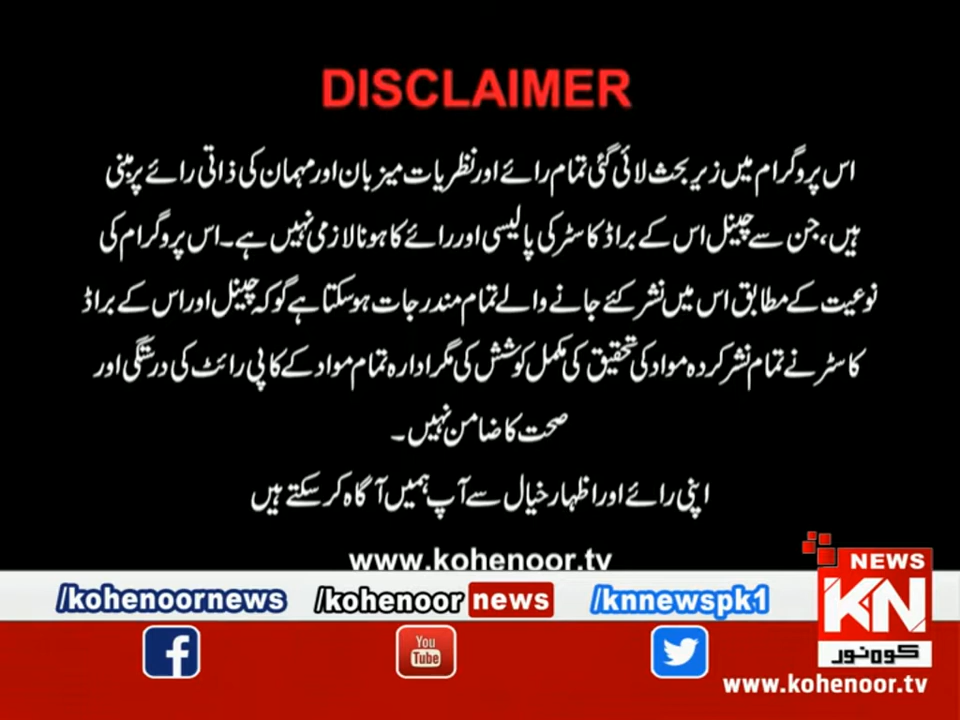 DISCLAIMER
اس پروگرام میں زیر بحث لائی گئی تمام رائے اور نظریات میزبان اور مہمان کی ذاتی رائے پر مبنی
ہیں، جن سے چینل اس کے براڈ کاسٹر کی پالیسی اور رائے کا ہونا لازمی نہیں ہے۔ اس پروگرام کی
نوعیت کے مطابق اس میں نشر کئے جانے والے تمام مندرجات ہو سکتا ہے گو کہ چینل اور اس کے براڈ
کاسٹر نے تمام نشر کردہ مواد کی تحقیق کی مکمل کوشش کی مگر ادارہ تمام مواد کے کاپی رائٹ کی درستگی اور
صحت کا ضامن نہیں۔
اپنی رائے اور اظہار خیال سے آپ ہمیں آگاہ کر سکتے ہیں
www.kohenoor.tv
/kohenoornews /kohenoor news /knnewspk1
NEWS
KN
کوہ نور
f You Tube
www.kohenoor.tv